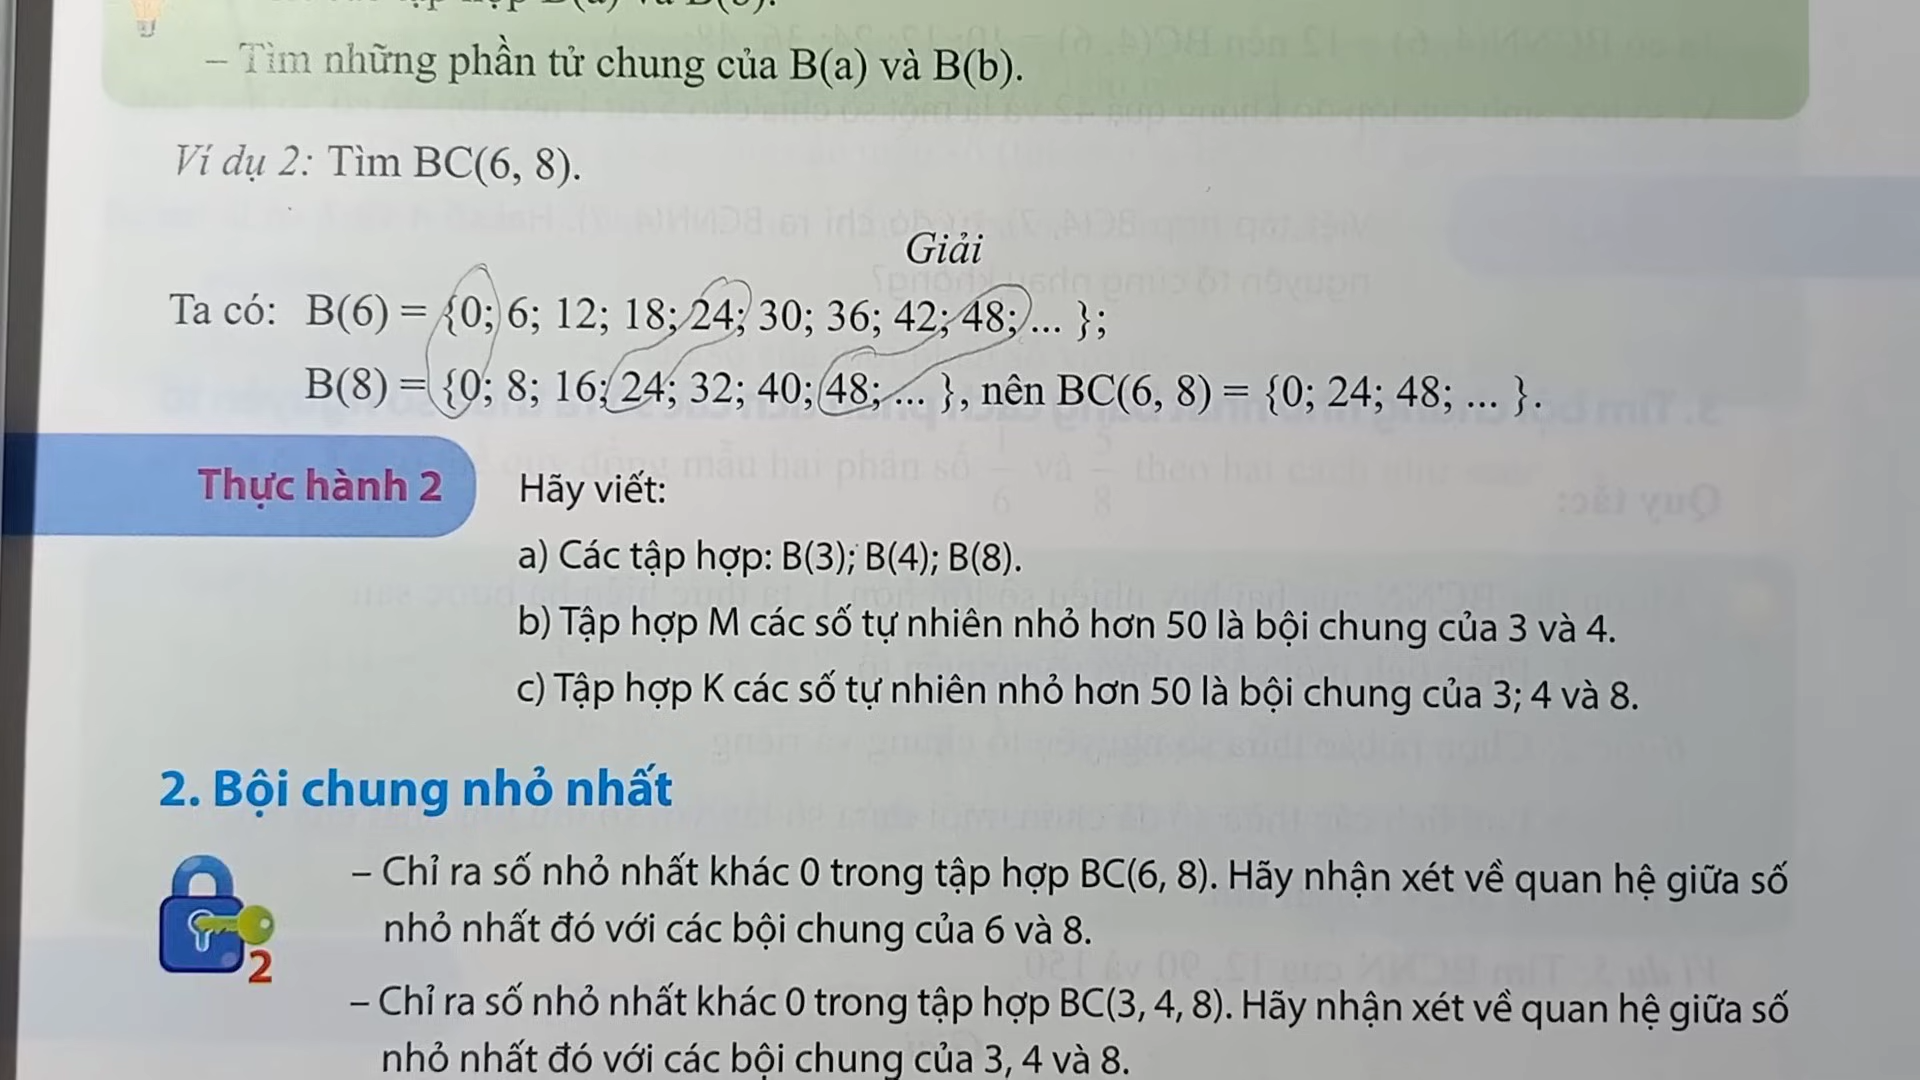 – Tìm những phần tử chung của B(a) và B(b).
Ví dụ 2: Tìm BC(6, 8).
Giải
Ta có: B(6) = {0; 6; 12; 18; 24; 30; 36; 42; 48; ... };
B(8) = {0; 8; 16; 24; 32; 40; 48; ... }, nên BC(6, 8) = {0; 24; 48; ... }.
Thực hành 2
Hãy viết:
a) Các tập hợp: B(3); B(4); B(8).
b) Tập hợp M các số tự nhiên nhỏ hơn 50 là bội chung của 3 và 4.
c) Tập hợp K các số tự nhiên nhỏ hơn 50 là bội chung của 3; 4 và 8.
2. Bội chung nhỏ nhất
– Chỉ ra số nhỏ nhất khác 0 trong tập hợp BC(6, 8). Hãy nhận xét về quan hệ giữa số
nhỏ nhất đó với các bội chung của 6 và 8.
2
– Chỉ ra số nhỏ nhất khác 0 trong tập hợp BC(3, 4, 8). Hãy nhận xét về quan hệ giữa số
nhỏ nhất đó với các bội chung của 3, 4 và 8.